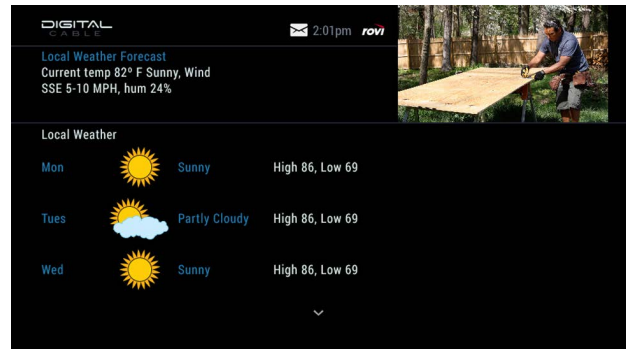 DIGITAL
CABLE
2:01pm rovi
Local Weather Forecast
Current temp 82º F Sunny, Wind
SSE 5-10 MPH, hum 24%
Local Weather
Mon Sunny High 86, Low 69
Tues Partly Cloudy High 86, Low 69
Wed Sunny High 86, Low 69